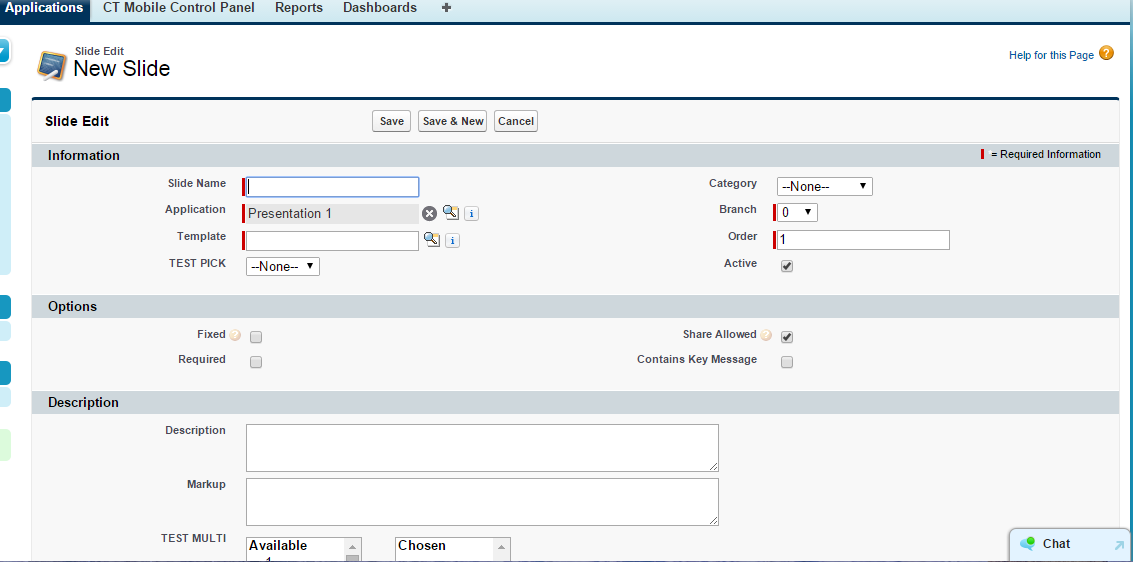 Applications CT Mobile Control Panel Reports Dashboards +
Slide Edit
New Slide
Help for this Page ?
Slide Edit Save Save & New Cancel
Information = Required Information
Slide Name Category --None--
Application Presentation 1 Branch 0
Template Order 1
TEST PICK --None-- Active
Options
Fixed ? Share Allowed ?
Required Contains Key Message
Description
Description
Markup
TEST MULTI Available Chosen
Chat